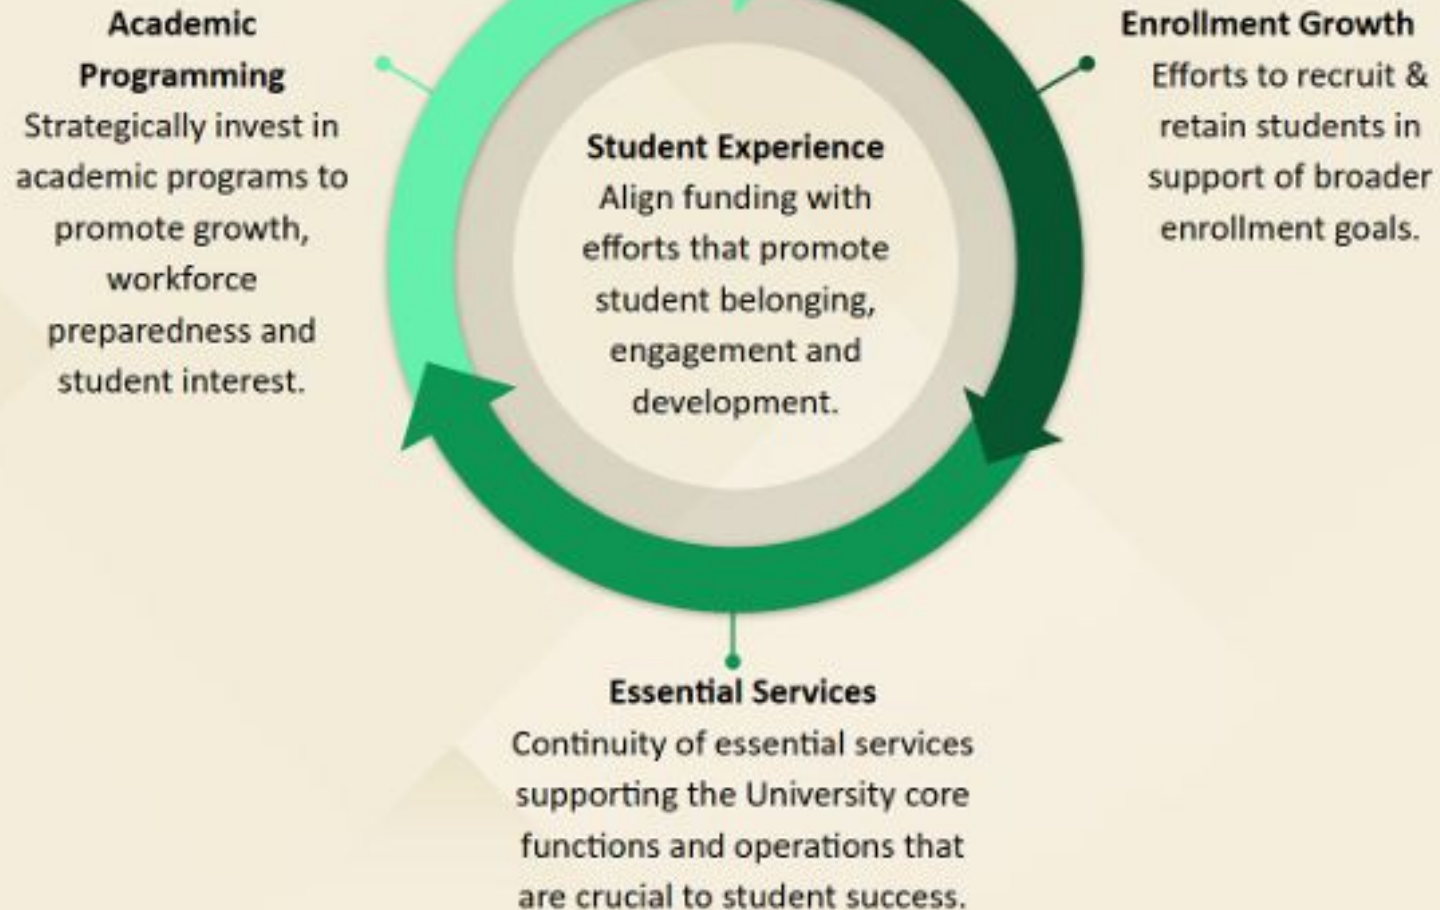 Academic
Programming
Strategically invest in
academic programs to
promote growth,
workforce
preparedness and
student interest.
Student Experience
Align funding with
efforts that promote
student belonging,
engagement and
development.
Enrollment Growth
Efforts to recruit &
retain students in
support of broader
enrollment goals.
Essential Services
Continuity of essential services
supporting the University core
functions and operations that
are crucial to student success.